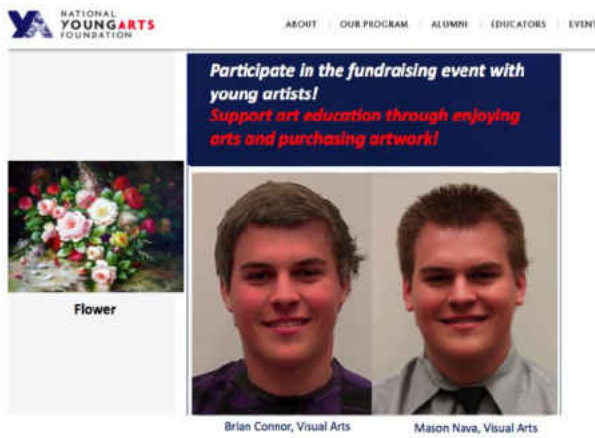 NATIONAL
YOUNGARTS
FOUNDATION
ABOUT OUR PROGRAM ALUMNI EDUCATORS EVENT
Participate in the fundraising event with
young artists!
Support art education through enjoying
arts and purchasing artwork!
Flower
Brian Connor, Visual Arts
Mason Nava, Visual Arts